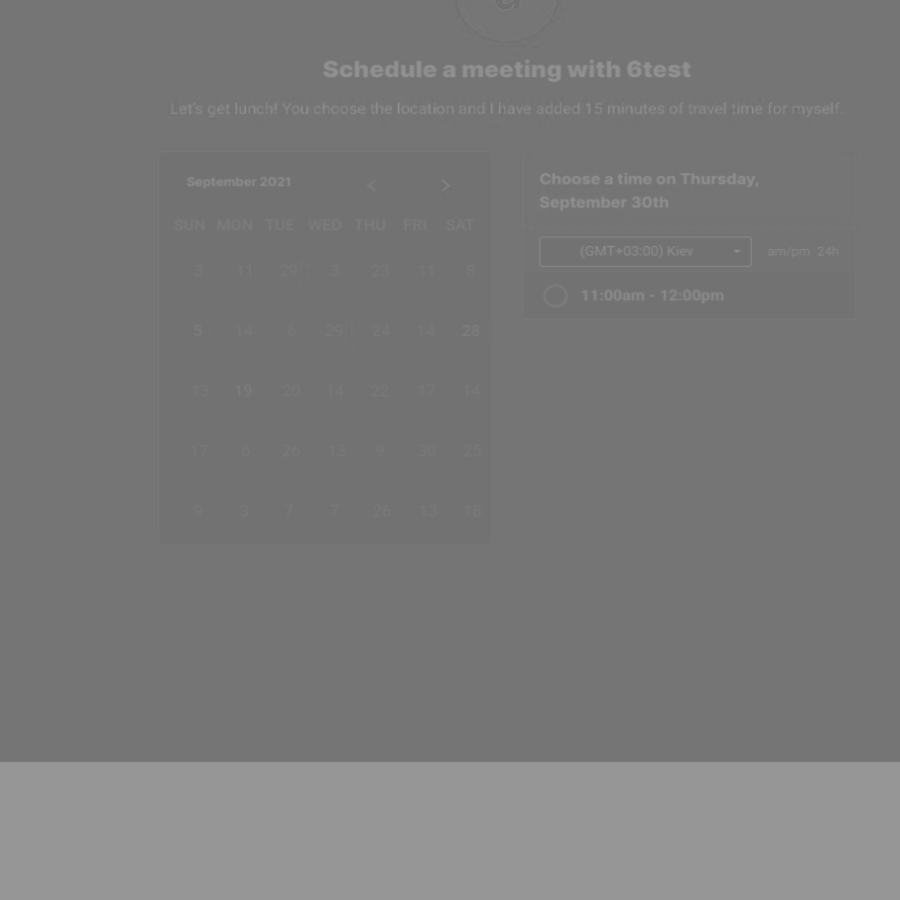 Schedule a meeting with 6test
Let's get lunch! You choose the location and I have added 15 minutes of travel time for myself.
September 2021 < >
SUN MON TUE WED THU FRI SAT
3 11 29 3 23 11 8
5 14 6 29 24 14 28
13 19 20 14 22 17 14
17 6 26 13 9 30 25
9 3 7 7 26 13 18
Choose a time on Thursday,
September 30th
(GMT+03:00) Kiev am/pm 24h
11:00am - 12:00pm